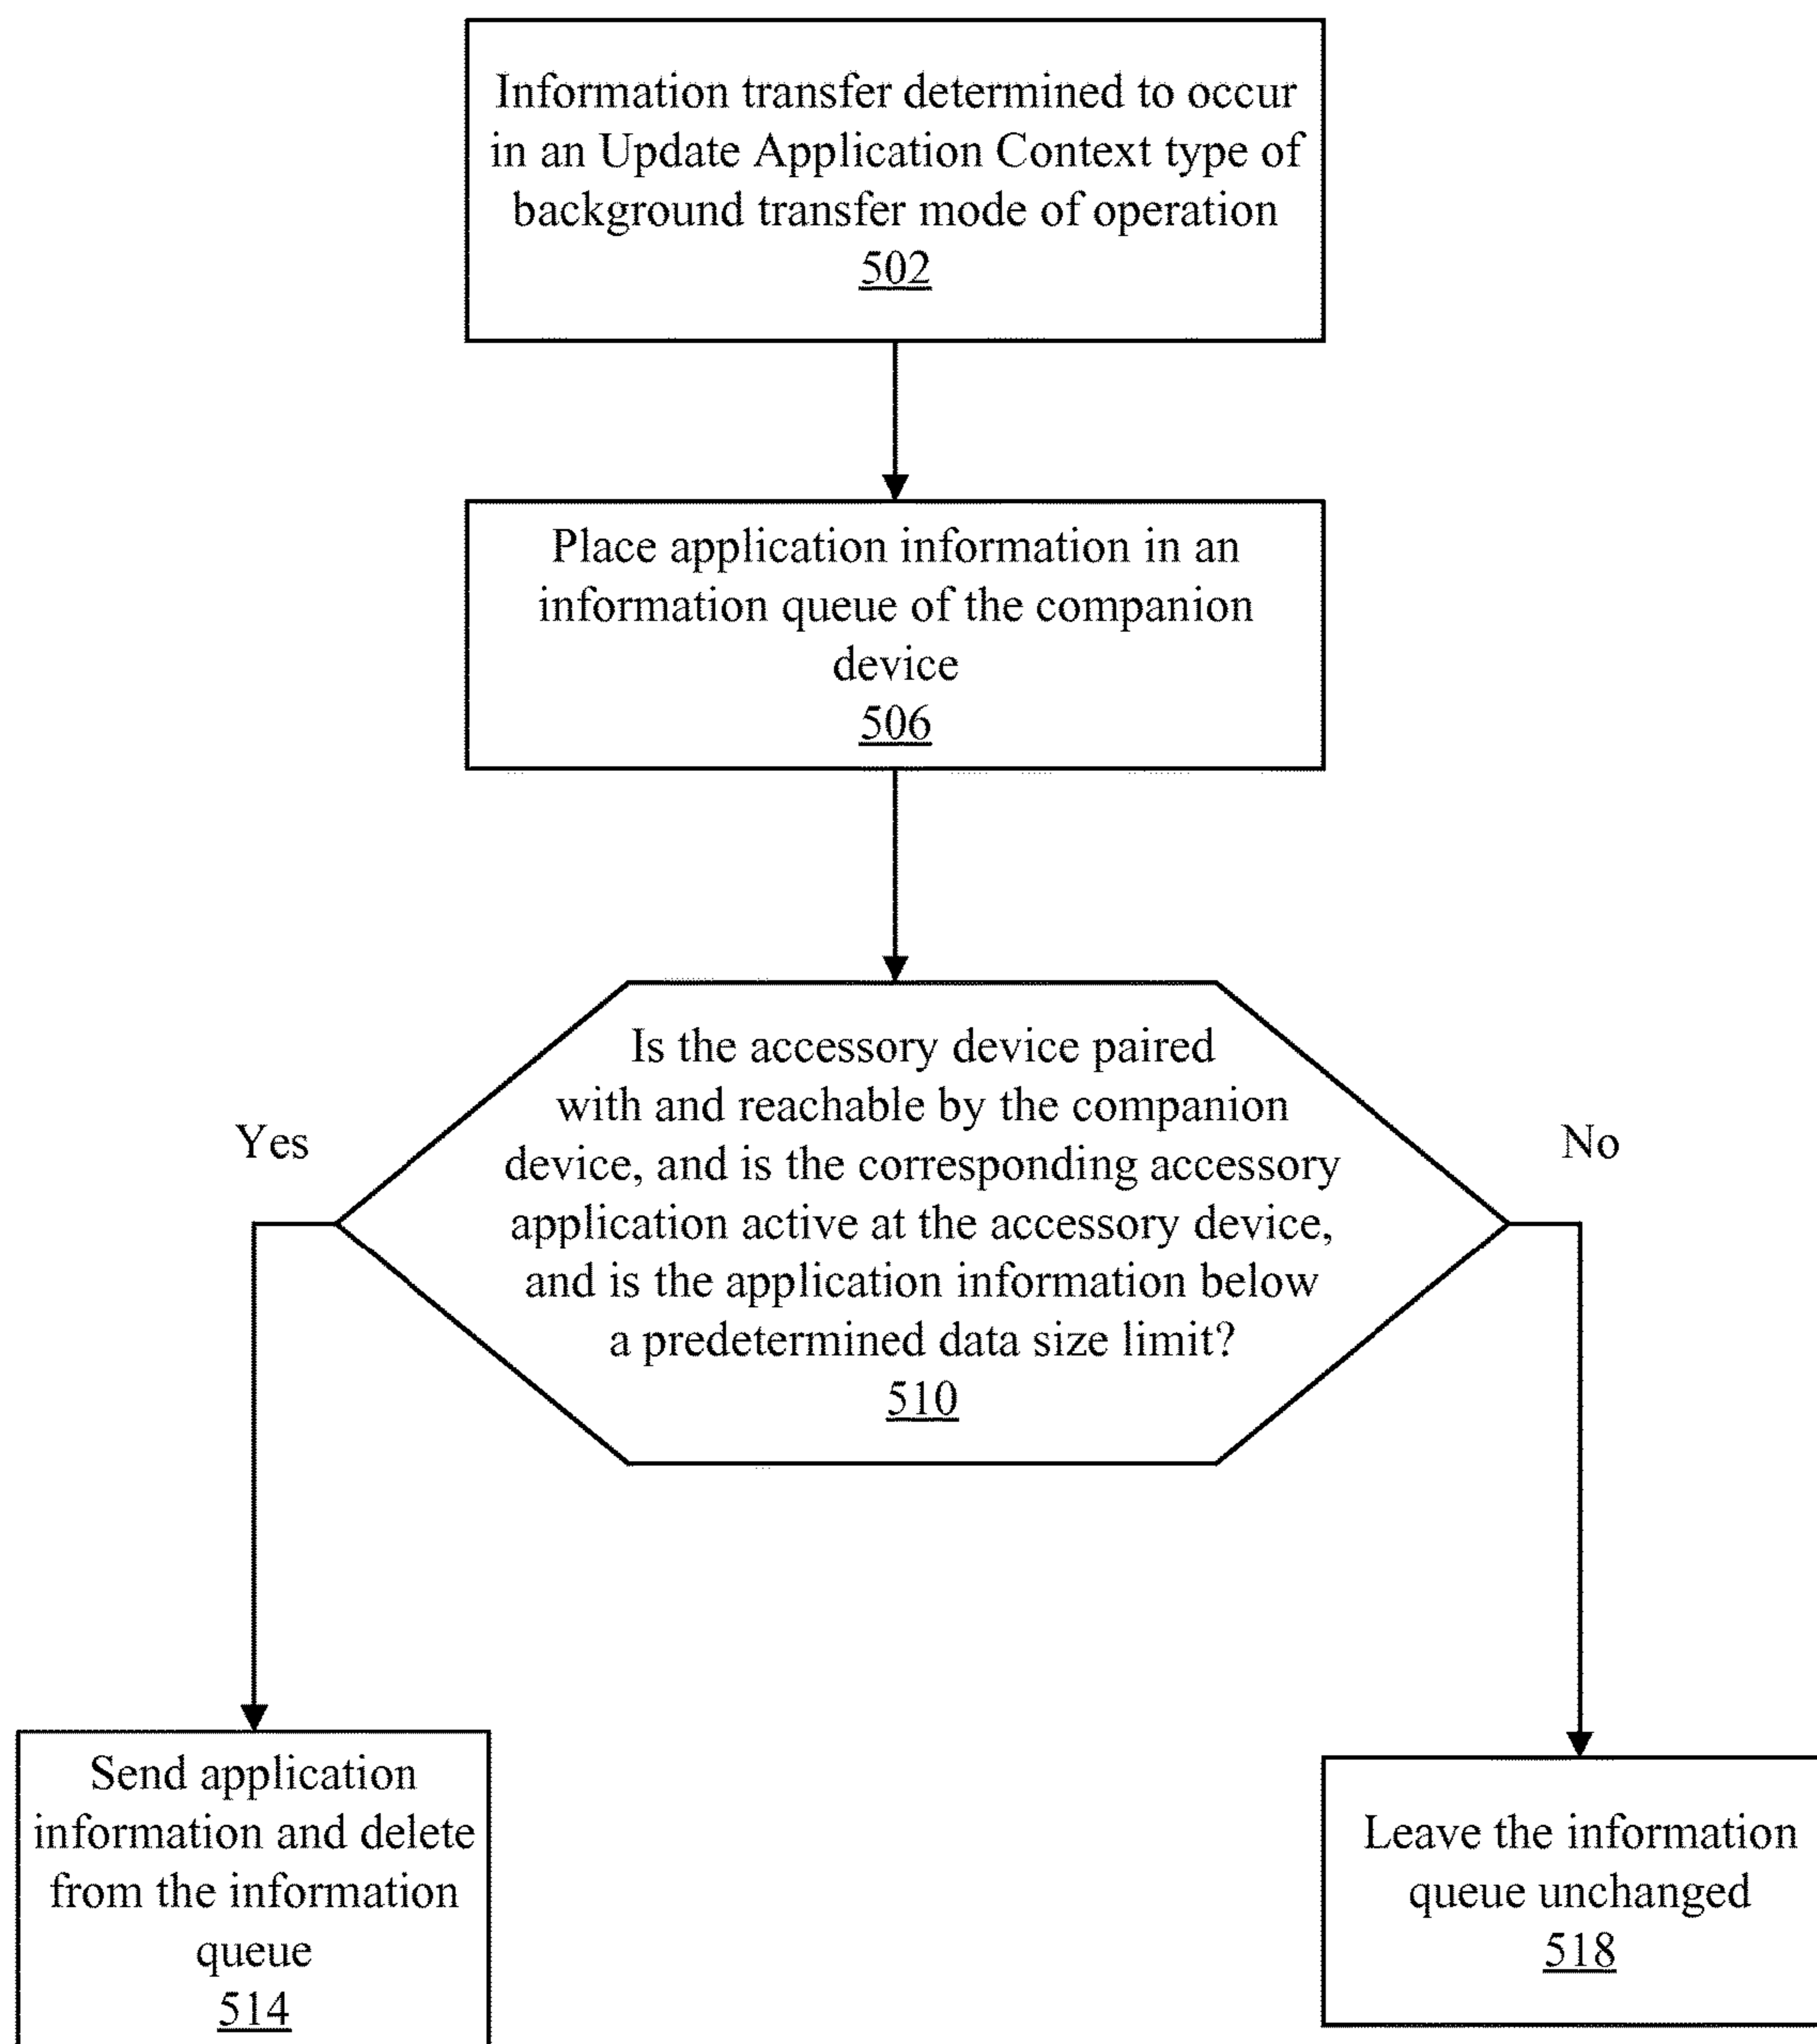 Information transfer determined to occur
in an Update Application Context type of
background transfer mode of operation
502
Place application information in an
information queue of the companion
device
506
Is the accessory device paired
with and reachable by the companion
device, and is the corresponding accessory
application active at the accessory device,
and is the application information below
a predetermined data size limit?
510
Yes
No
Send application
information and delete
from the information
queue
514
Leave the information
queue unchanged
518